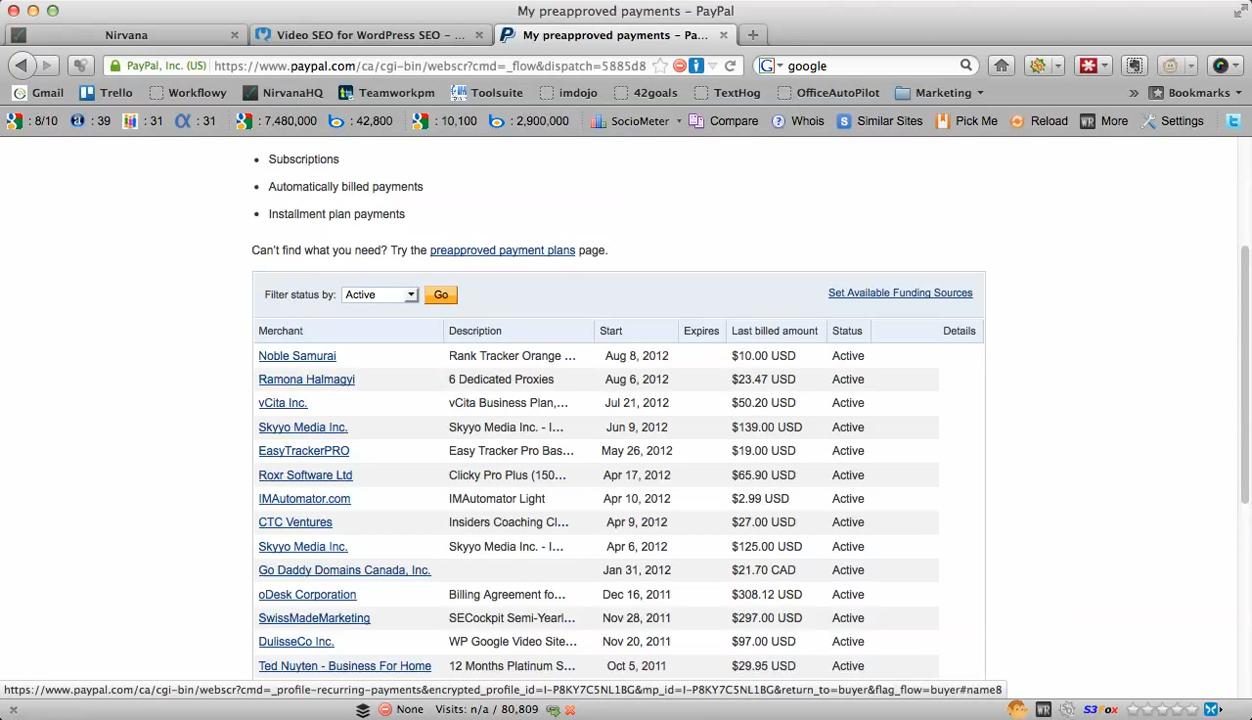 My preapproved payments – PayPal
Nirvana
Video SEO for WordPress SEO – ...
My preapproved payments – Pa...
PayPal, Inc. (US)
https://www.paypal.com/ca/cgi-bin/webscr?cmd=_flow&dispatch=5885d8
google
Gmail
Trello
Workflowy
NirvanaHQ
Teamworkpm
Toolsuite
imdojo
42goals
TextHog
OfficeAutoPilot
Marketing
»
Bookmarks
: 8/10
: 39
: 31
: 31
: 7,480,000
: 42,800
: 10,100
: 2,900,000
SocioMeter
Compare
Whois
Similar Sites
Pick Me
Reload
More
Settings
• Subscriptions
• Automatically billed payments
• Installment plan payments
Can't find what you need? Try the preapproved payment plans page.
Filter status by: Active Go Set Available Funding Sources
Merchant Description Start Expires Last billed amount Status Details
Noble Samurai Rank Tracker Orange ... Aug 8, 2012 $10.00 USD Active
Ramona Halmagyi 6 Dedicated Proxies Aug 6, 2012 $23.47 USD Active
vCita Inc. vCita Business Plan,... Jul 21, 2012 $50.20 USD Active
Skyyo Media Inc. Skyyo Media Inc. - I... Jun 9, 2012 $139.00 USD Active
EasyTrackerPRO Easy Tracker Pro Bas... May 26, 2012 $19.00 USD Active
Roxr Software Ltd Clicky Pro Plus (150... Apr 17, 2012 $65.90 USD Active
IMAutomator.com IMAutomator Light Apr 10, 2012 $2.99 USD Active
CTC Ventures Insiders Coaching Cl... Apr 9, 2012 $27.00 USD Active
Skyyo Media Inc. Skyyo Media Inc. - I... Apr 6, 2012 $125.00 USD Active
Go Daddy Domains Canada, Inc. Jan 31, 2012 $21.70 CAD Active
oDesk Corporation Billing Agreement fo... Dec 16, 2011 $308.12 USD Active
SwissMadeMarketing SECockpit Semi-Yearl... Nov 28, 2011 $297.00 USD Active
DulisseCo Inc. WP Google Video Site... Nov 20, 2011 $97.00 USD Active
Ted Nuyten - Business For Home 12 Months Platinum S... Oct 5, 2011 $29.95 USD Active
https://www.paypal.com/ca/cgi-bin/webscr?cmd=_profile-recurring-payments&encrypted_profile_id=I-P8KY7C5NL1BG&mp_id=I-P8KY7C5NL1BG&return_to=buyer&flag_flow=buyer#name8
None Visits: n/a / 80,809 WR S3Fox